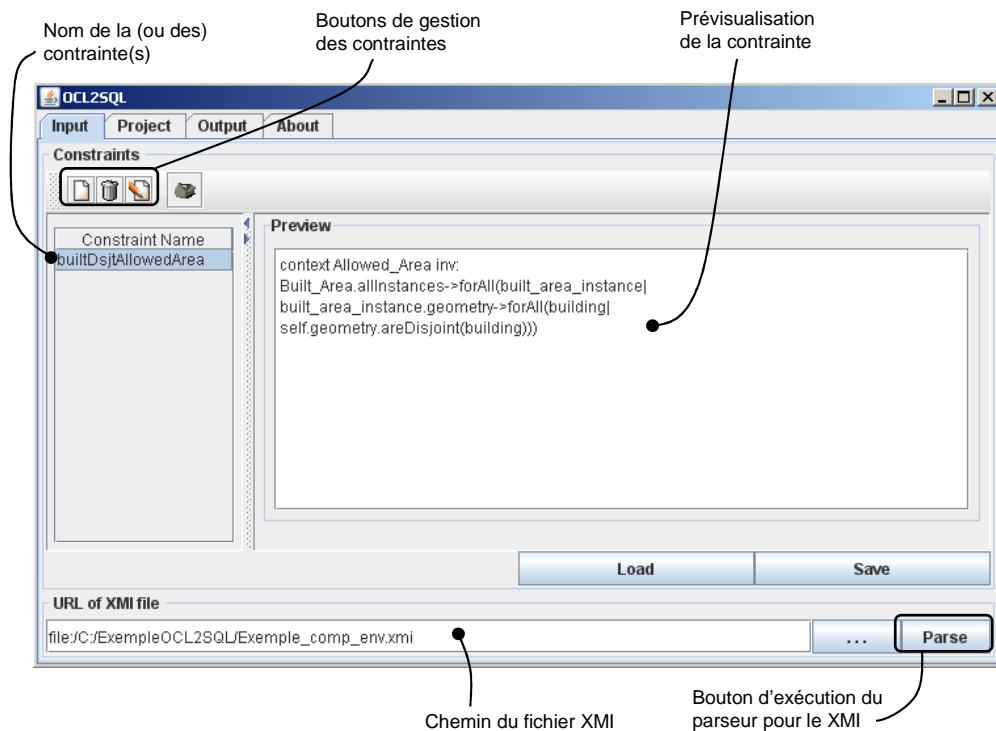 Nom de la (ou des)
contrainte(s)
Boutons de gestion
des contraintes
Prévisualisation
de la contrainte
OCL2SQL
Input Project Output About
Constraints
Constraint Name
builtDsjtAllowedArea
Preview
context Allowed_Area inv:
Built_Area.allInstances->forAll(built_area_instance|
built_area_instance.geometry->forAll(building|
self.geometry.areDisjoint(building)))
Load Save
URL of XMI file
file:/C:/ExempleOCL2SQL/Exemple_comp_env.xmi ... Parse
Chemin du fichier XMI
Bouton d'exécution du
parseur pour le XMI